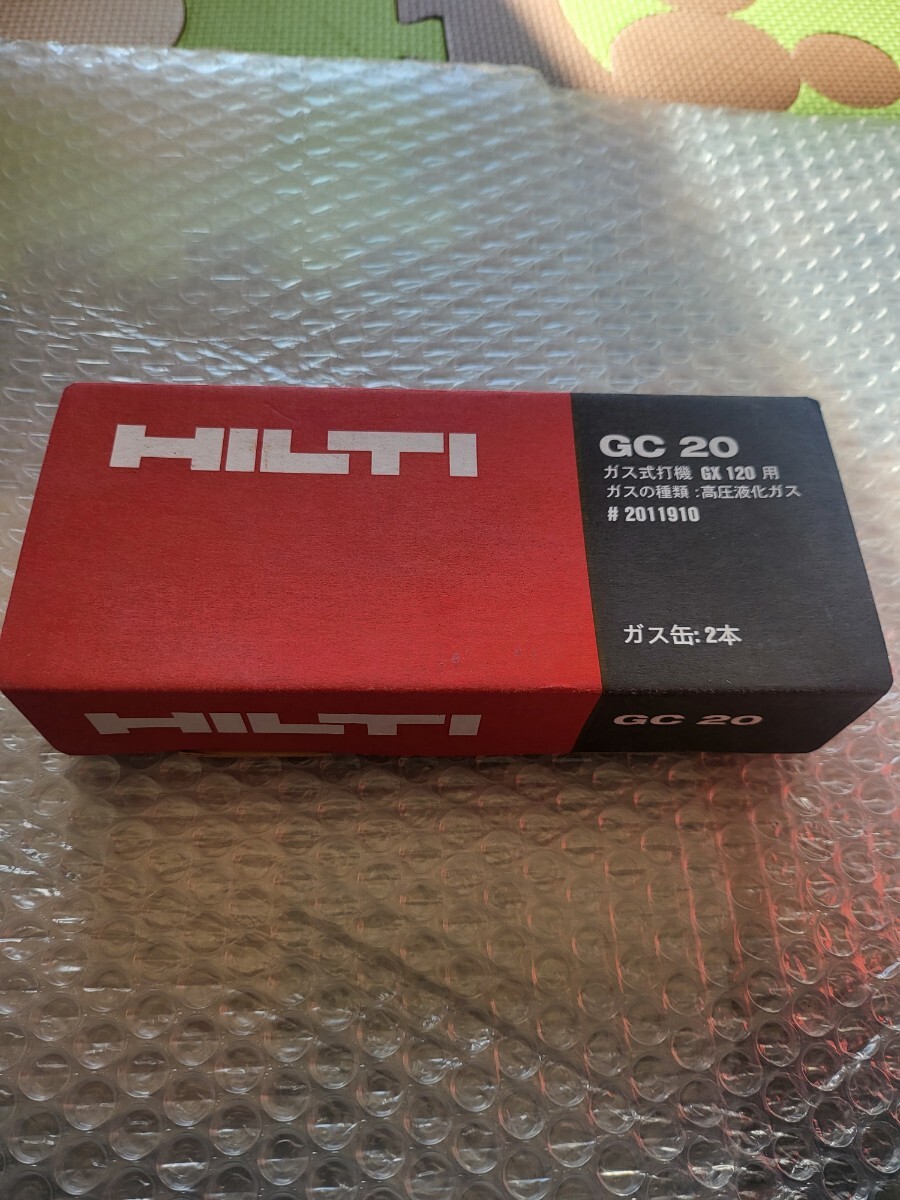 HILTI
GC 20
ガス式打機 GX 120 用
ガスの種類:高圧液化ガス
# 2011910
ガス缶:2本
HILTI
GC 20